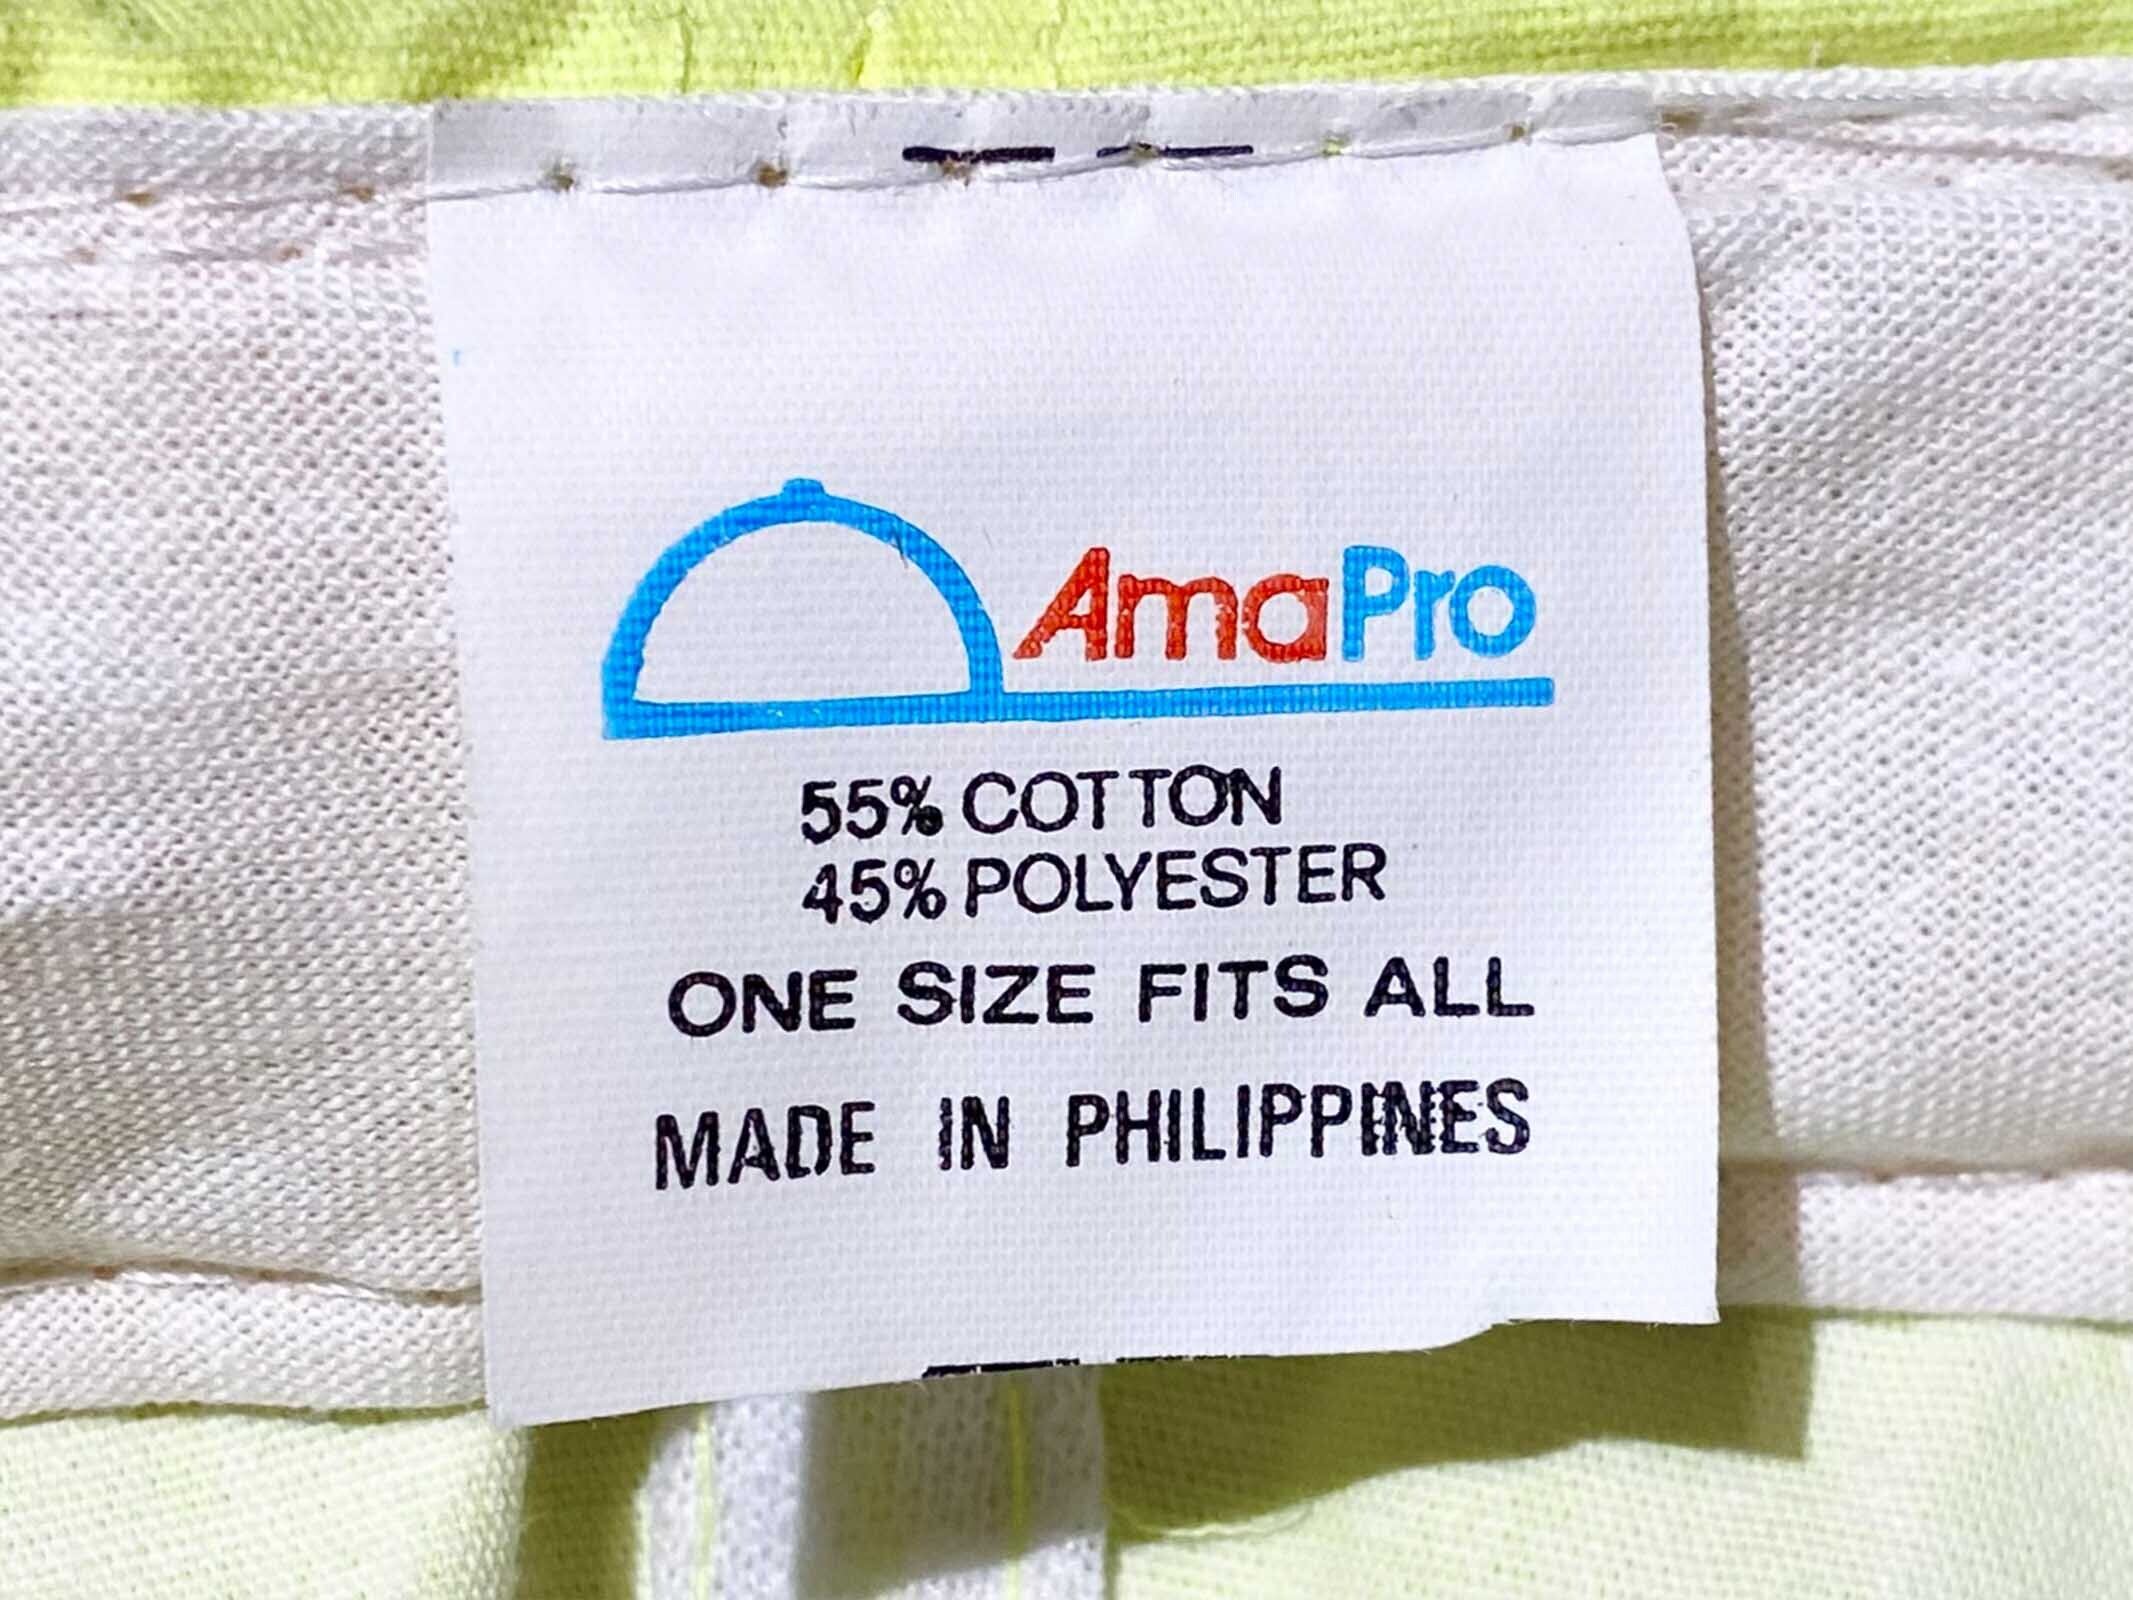 AmaPro
55% COTTON
45% POLYESTER
ONE SIZE FITS ALL
MADE IN PHILIPPINES